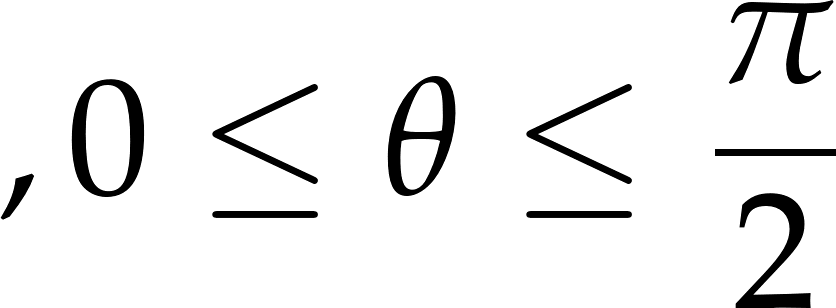 , 0 ≤ θ ≤ π/2